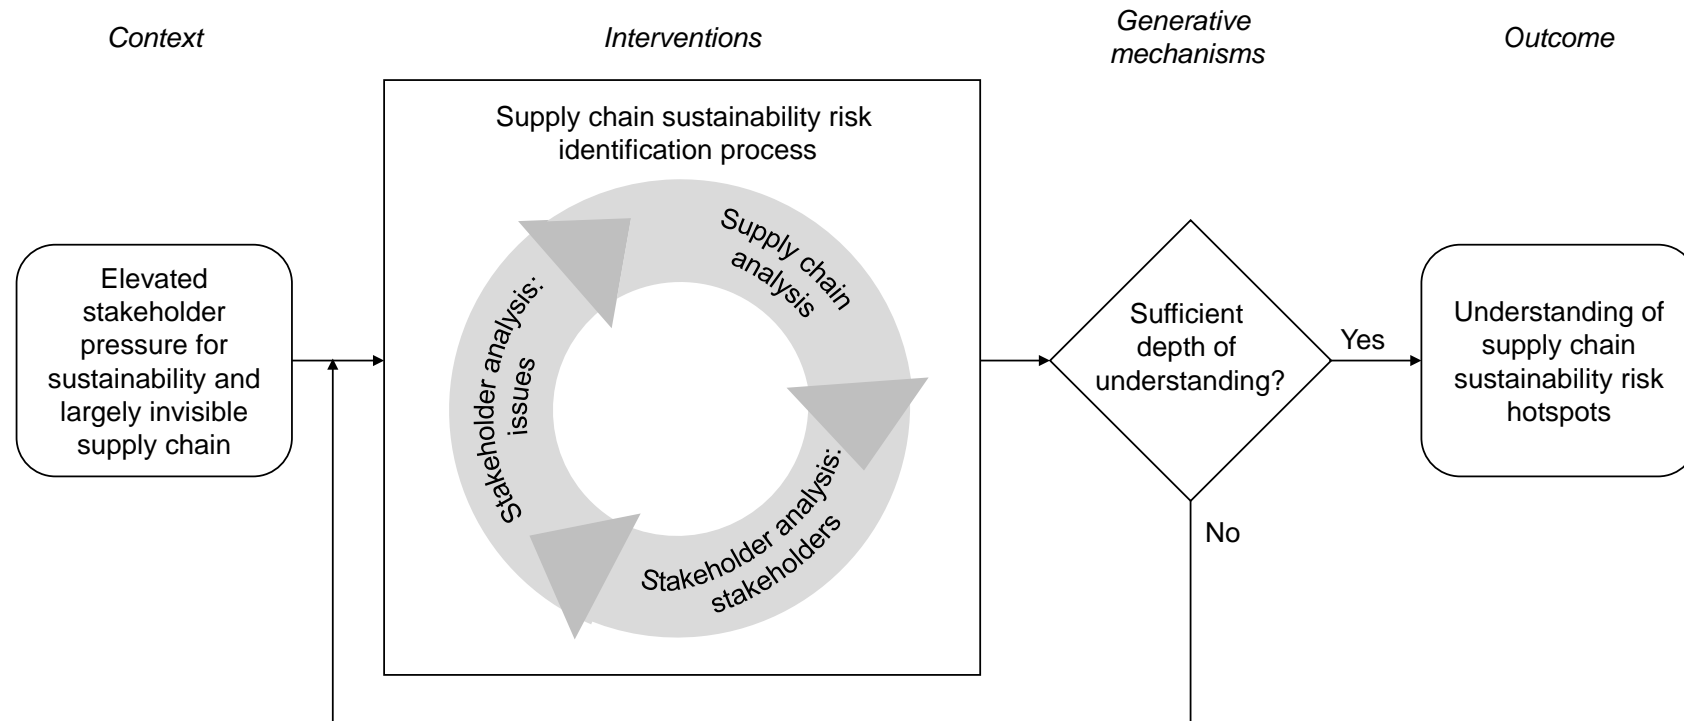 Context
Interventions
Generative
mechanisms
Outcome
Supply chain sustainability risk
identification process
Elevated
stakeholder
pressure for
sustainability and
largely invisible
supply chain
Supply chain
analysis
Stakeholder analysis:
stakeholders
Stakeholder analysis:
issues
Sufficient
depth of
understanding?
Yes
No
Understanding of
supply chain
sustainability risk
hotspots